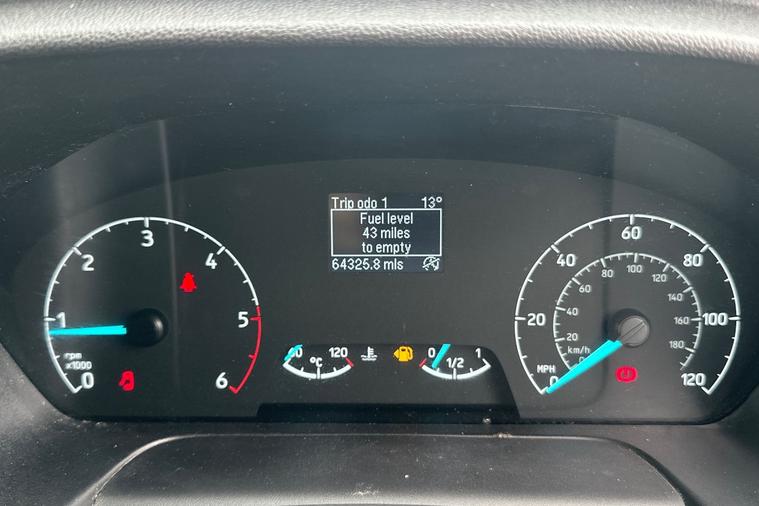 Trip odo 1 13°
Fuel level
43 miles
to empty
64325.8 mls
0 1 2 3 4 5 6
rpm
x1000
120
°C
0 1/2 1
0 20 40 60 80 100 120
MPH
20 40 60 80 100 120 140 160 180
km/h